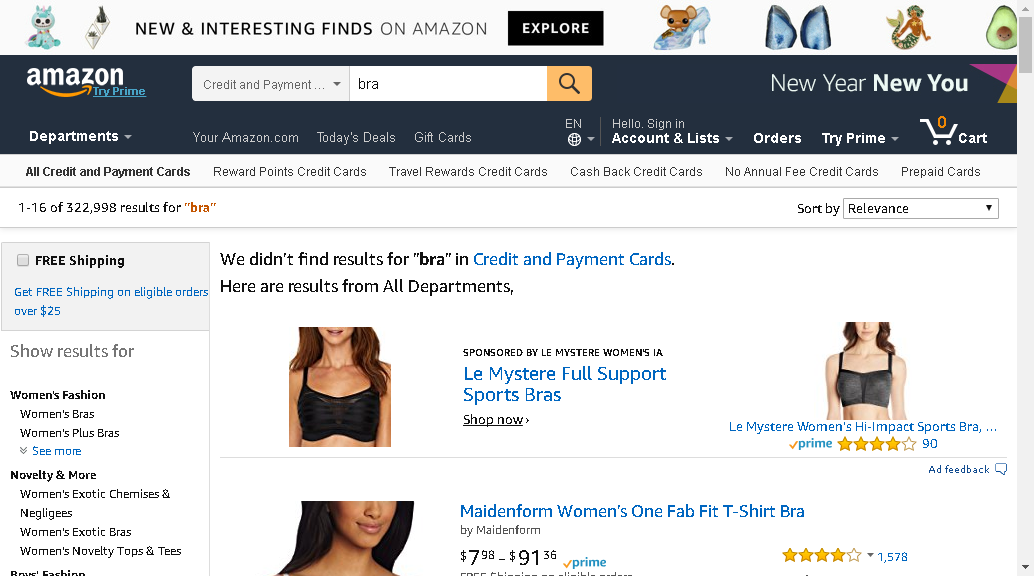 NEW & INTERESTING FINDS ON AMAZON EXPLORE
amazon
Try Prime
Credit and Payment ... bra
New Year New You
Departments
Your Amazon.com Today's Deals Gift Cards
EN
Hello. Sign in
Account & Lists
Orders
Try Prime
0
Cart
All Credit and Payment Cards Reward Points Credit Cards Travel Rewards Credit Cards Cash Back Credit Cards No Annual Fee Credit Cards Prepaid Cards
1-16 of 322,998 results for "bra"
Sort by Relevance
FREE Shipping
Get FREE Shipping on eligible orders
over $25
Show results for
Women's Fashion
Women's Bras
Women's Plus Bras
See more
Novelty & More
Women's Exotic Chemises &
Negligees
Women's Exotic Bras
Women's Novelty Tops & Tees
Boys' Fashion
We didn't find results for "bra" in Credit and Payment Cards.
Here are results from All Departments,
SPONSORED BY LE MYSTERE WOMEN'S IA
Le Mystere Full Support
Sports Bras
Shop now ›
Le Mystere Women's Hi-Impact Sports Bra, ...
prime 90
Ad feedback
Maidenform Women's One Fab Fit T-Shirt Bra
by Maidenform
$7 98 - $91 36 prime
1,578
FREE Shipping on eligible orders